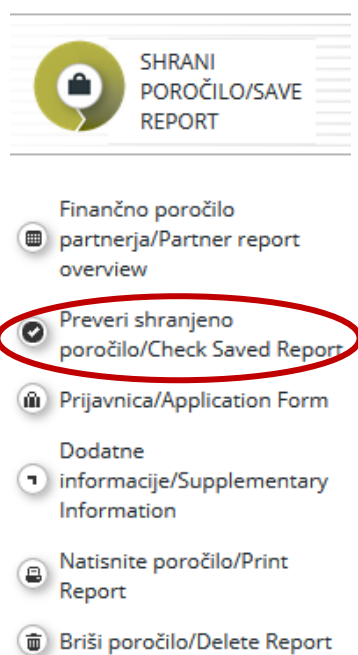 SHRANI
POROČILO/SAVE
REPORT
Finančno poročilo
partnerja/Partner report
overview
Preveri shranjeno
poročilo/Check Saved Report
Prijavnica/Application Form
Dodatne
informacije/Supplementary
Information
Natisnite poročilo/Print
Report
Briši poročilo/Delete Report